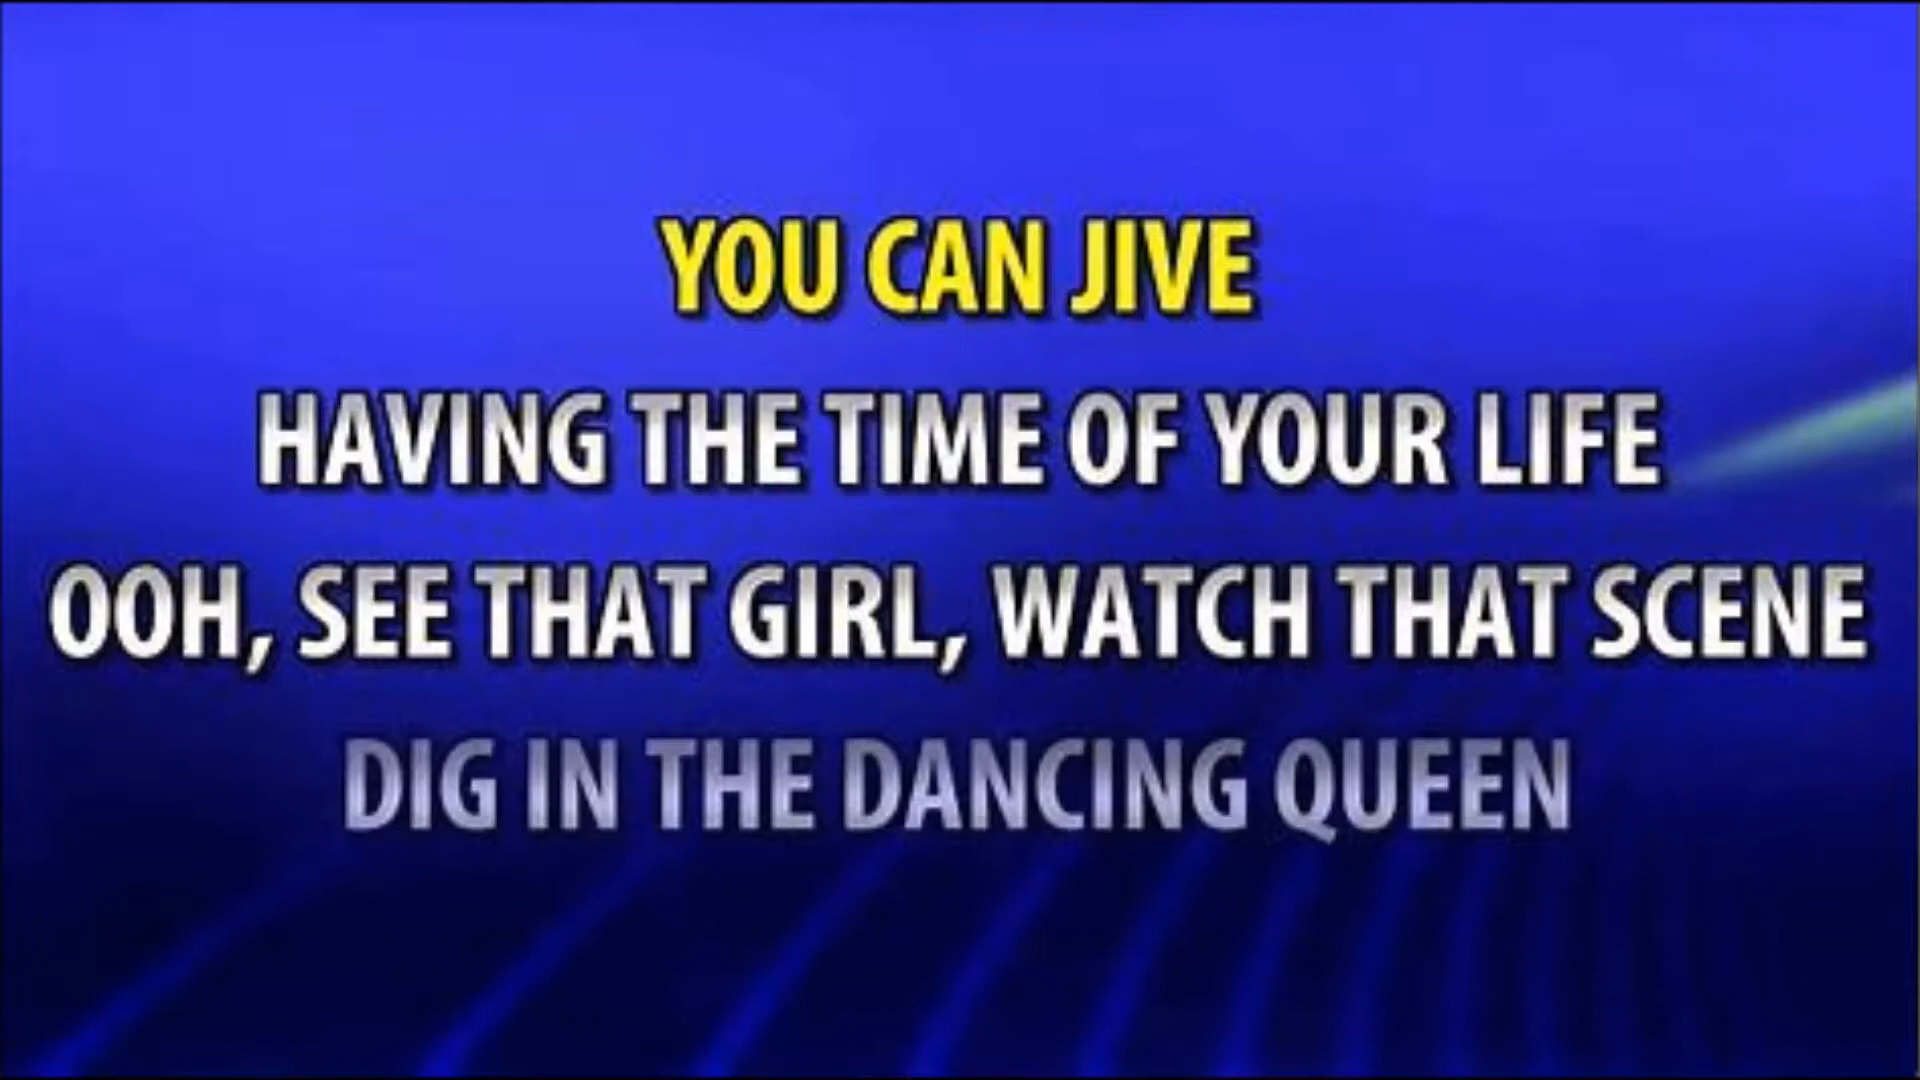 YOU CAN JIVE
HAVING THE TIME OF YOUR LIFE
OOH, SEE THAT GIRL, WATCH THAT SCENE
DIG IN THE DANCING QUEEN